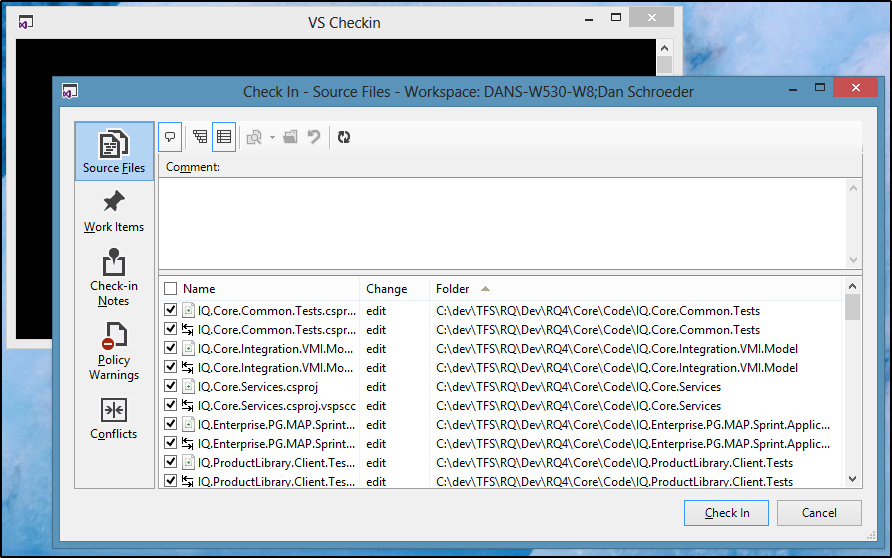 VS Checkin
Check In - Source Files - Workspace: DANS-W530-W8;Dan Schroeder
Source Files
Work Items
Check-in
Notes
Policy
Warnings
Conflicts
Comment:
Name Change Folder
IQ.Core.Common.Tests.cspr... edit C:\dev\TFS\RQ\Dev\RQ4\Core\Code\IQ.Core.Common.Tests
IQ.Core.Common.Tests.cspr... edit C:\dev\TFS\RQ\Dev\RQ4\Core\Code\IQ.Core.Common.Tests
IQ.Core.Integration.VMI.Mo... edit C:\dev\TFS\RQ\Dev\RQ4\Core\Code\IQ.Core.Integration.VMI.Model
IQ.Core.Integration.VMI.Mo... edit C:\dev\TFS\RQ\Dev\RQ4\Core\Code\IQ.Core.Integration.VMI.Model
IQ.Core.Services.csproj edit C:\dev\TFS\RQ\Dev\RQ4\Core\Code\IQ.Core.Services
IQ.Core.Services.csproj.vspscc edit C:\dev\TFS\RQ\Dev\RQ4\Core\Code\IQ.Core.Services
IQ.Enterprise.PG.MAP.Sprint... edit C:\dev\TFS\RQ\Dev\RQ4\Core\Code\IQ.Enterprise.PG.MAP.Sprint.Applic...
IQ.Enterprise.PG.MAP.Sprint... edit C:\dev\TFS\RQ\Dev\RQ4\Core\Code\IQ.Enterprise.PG.MAP.Sprint.Applic...
IQ.ProductLibrary.Client.Tes... edit C:\dev\TFS\RQ\Dev\RQ4\Core\Code\IQ.ProductLibrary.Client.Tests
IQ.ProductLibrary.Client.Tes... edit C:\dev\TFS\RQ\Dev\RQ4\Core\Code\IQ.ProductLibrary.Client.Tests
Check In Cancel